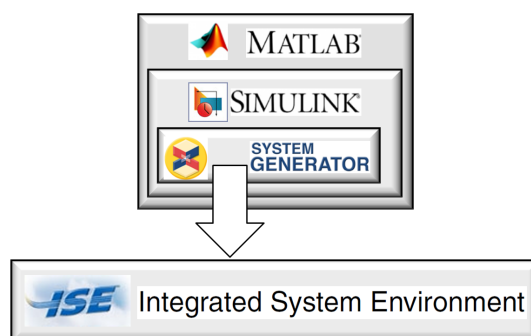 MATLAB®
SIMULINK®
SYSTEM
GENERATOR
ISE Integrated System Environment